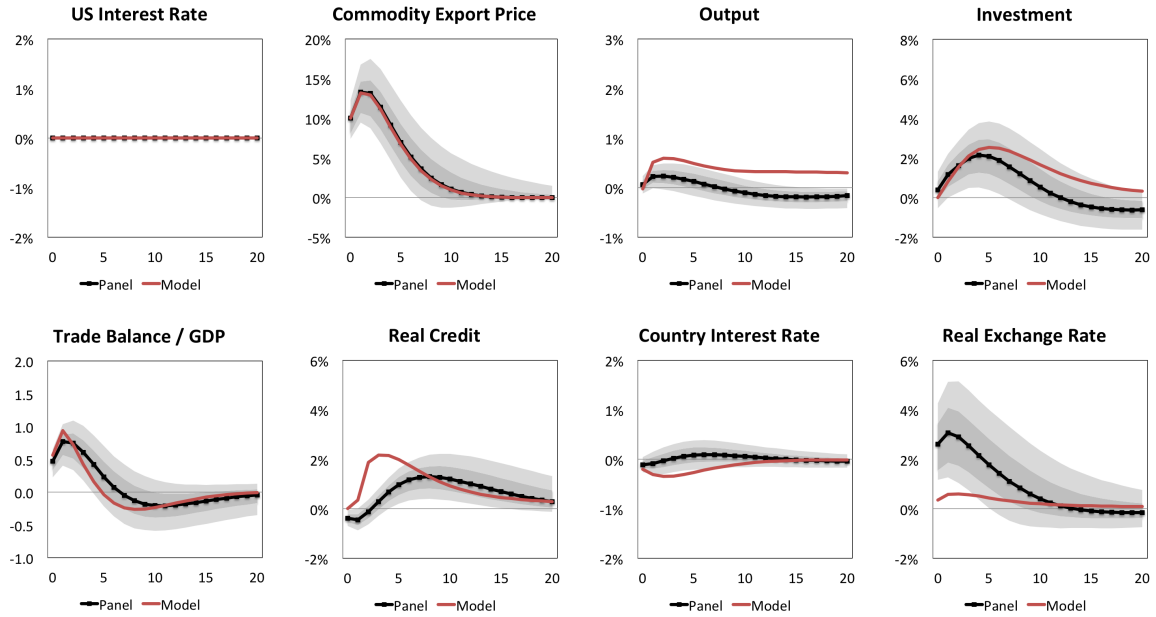 US Interest Rate
2%
1%
0%
-1%
-2%
0 5 10 15 20
Panel Model
Commodity Export Price
20%
15%
10%
5%
0%
-5%
0 5 10 15 20
Panel Model
Output
3%
2%
1%
0%
-1%
0 5 10 15 20
Panel Model
Investment
8%
6%
4%
2%
0%
-2%
0 5 10 15 20
Panel Model
Trade Balance / GDP
2.0
1.5
1.0
0.5
0.0
-0.5
-1.0
0 5 10 15 20
Panel Model
Real Credit
6%
4%
2%
0%
-2%
0 5 10 15 20
Panel Model
Country Interest Rate
2%
1%
0%
-1%
-2%
0 5 10 15 20
Panel Model
Real Exchange Rate
6%
4%
2%
0%
-2%
0 5 10 15 20
Panel Model